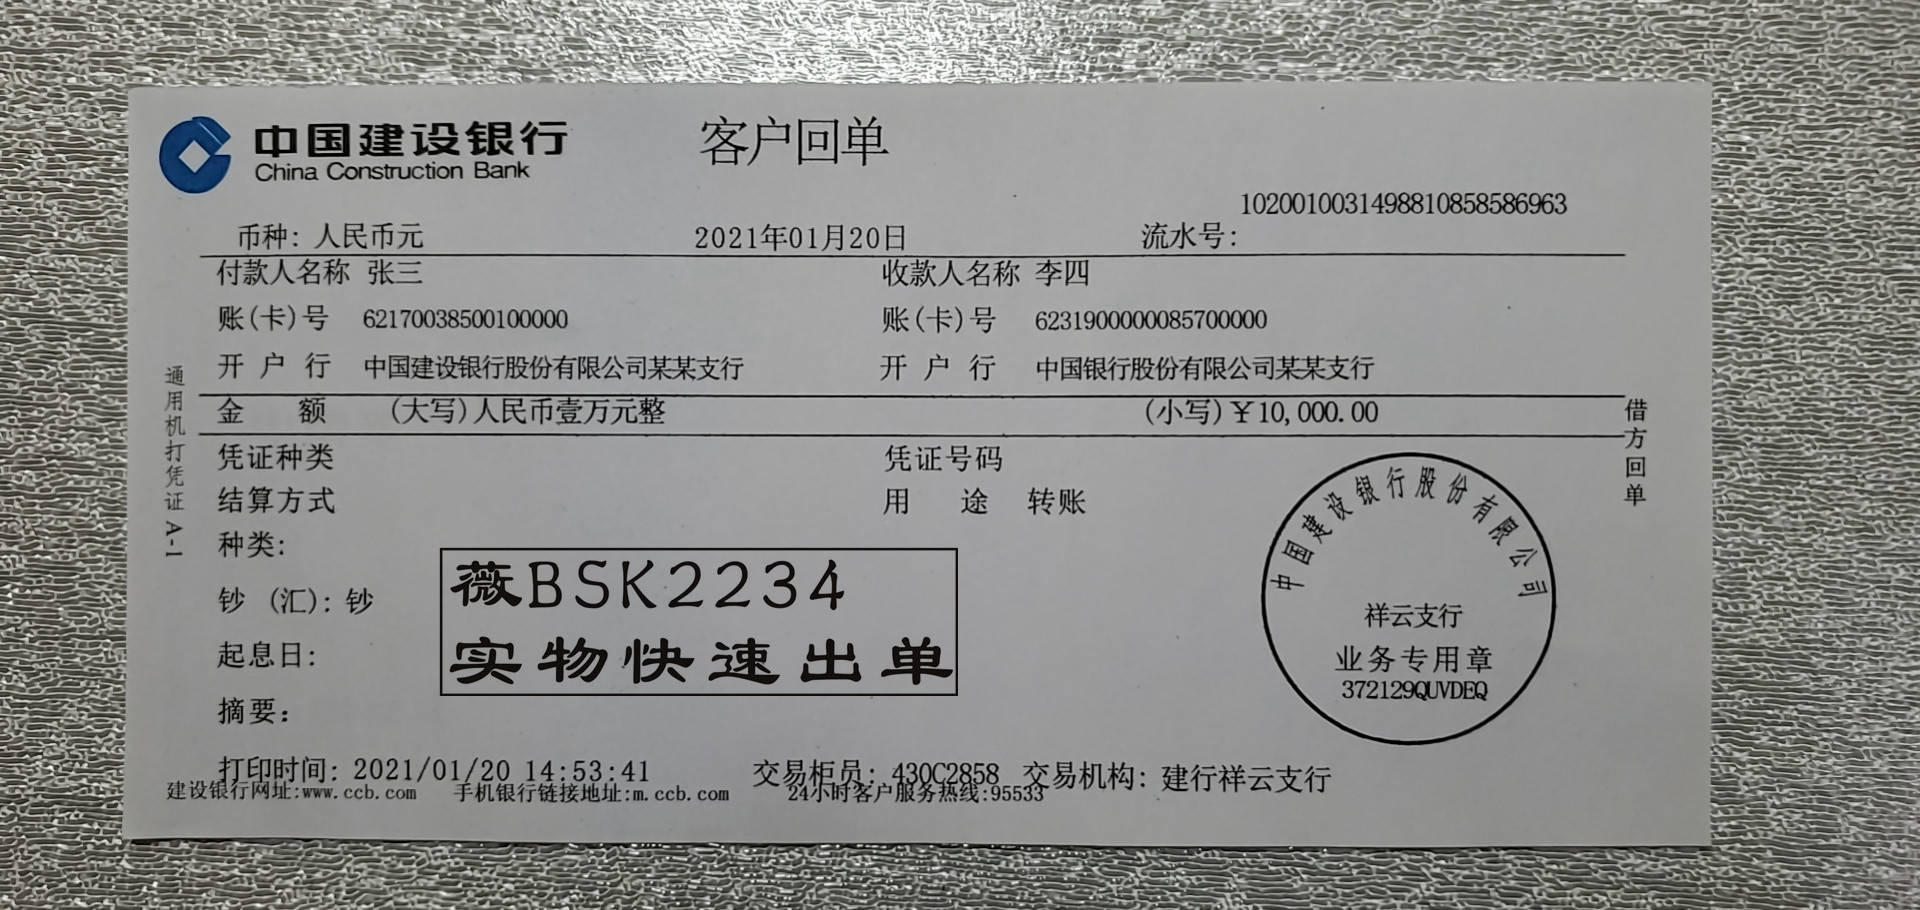 中国建设银行
China Construction Bank
客户回单
1020010031498810858586963
币种：人民币元 2021年01月20日 流水号：
付款人名称 张三 收款人名称 李四
账(卡)号 62170038500100000 账(卡)号 6231900000085700000
开户行 中国建设银行股份有限公司某某支行 开户行 中国银行股份有限公司某某支行
金额 (大写)人民币壹万元整 (小写)￥10,000.00
凭证种类 凭证号码
结算方式 用途 转账
种类:
钞(汇): 钞
起息日:
摘要:
薇BSK2234
实物快速出单
中国建设银行股份有限公司
祥云支行
业务专用章
372129QUVDEQ
打印时间: 2021/01/20 14:53:41 交易柜员: 430C2858 交易机构: 建行祥云支行
建设银行网址:www.ccb.com 手机银行链接地址:m.ccb.com 24小时客户服务热线:95533
通用机打凭证 A-1
借方回单